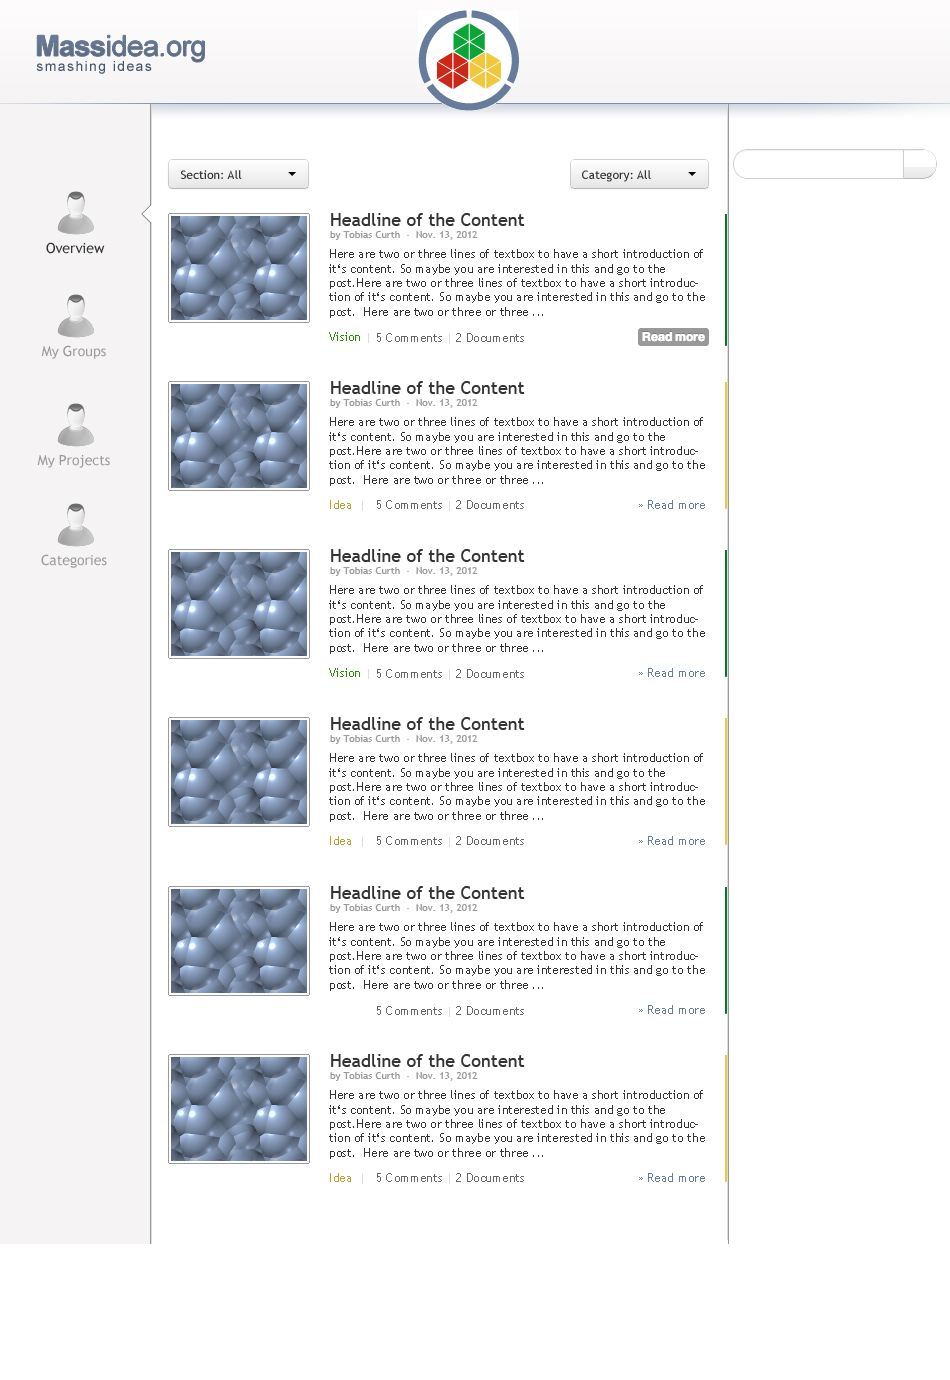 Massidea.org
smashing ideas
Section: All
Category: All
Overview
My Groups
My Projects
Categories
Headline of the Content
by Tobias Curth - Nov. 13, 2012
Here are two or three lines of textbox to have a short introduction of
it's content. So maybe you are interested in this and go to the
post.Here are two or three lines of textbox to have a short introduc-
tion of it's content. So maybe you are interested in this and go to the
post. Here are two or three or three ...
Vision | 5 Comments | 2 Documents
Read more
Headline of the Content
by Tobias Curth - Nov. 13, 2012
Here are two or three lines of textbox to have a short introduction of
it's content. So maybe you are interested in this and go to the
post.Here are two or three lines of textbox to have a short introduc-
tion of it's content. So maybe you are interested in this and go to the
post. Here are two or three or three ...
Idea | 5 Comments | 2 Documents
» Read more
Headline of the Content
by Tobias Curth - Nov. 13, 2012
Here are two or three lines of textbox to have a short introduction of
it's content. So maybe you are interested in this and go to the
post.Here are two or three lines of textbox to have a short introduc-
tion of it's content. So maybe you are interested in this and go to the
post. Here are two or three or three ...
Vision | 5 Comments | 2 Documents
» Read more
Headline of the Content
by Tobias Curth - Nov. 13, 2012
Here are two or three lines of textbox to have a short introduction of
it's content. So maybe you are interested in this and go to the
post.Here are two or three lines of textbox to have a short introduc-
tion of it's content. So maybe you are interested in this and go to the
post. Here are two or three or three ...
Idea | 5 Comments | 2 Documents
» Read more
Headline of the Content
by Tobias Curth - Nov. 13, 2012
Here are two or three lines of textbox to have a short introduction of
it's content. So maybe you are interested in this and go to the
post.Here are two or three lines of textbox to have a short introduc-
tion of it's content. So maybe you are interested in this and go to the
post. Here are two or three or three ...
5 Comments | 2 Documents
» Read more
Headline of the Content
by Tobias Curth - Nov. 13, 2012
Here are two or three lines of textbox to have a short introduction of
it's content. So maybe you are interested in this and go to the
post.Here are two or three lines of textbox to have a short introduc-
tion of it's content. So maybe you are interested in this and go to the
post. Here are two or three or three ...
Idea | 5 Comments | 2 Documents
» Read more